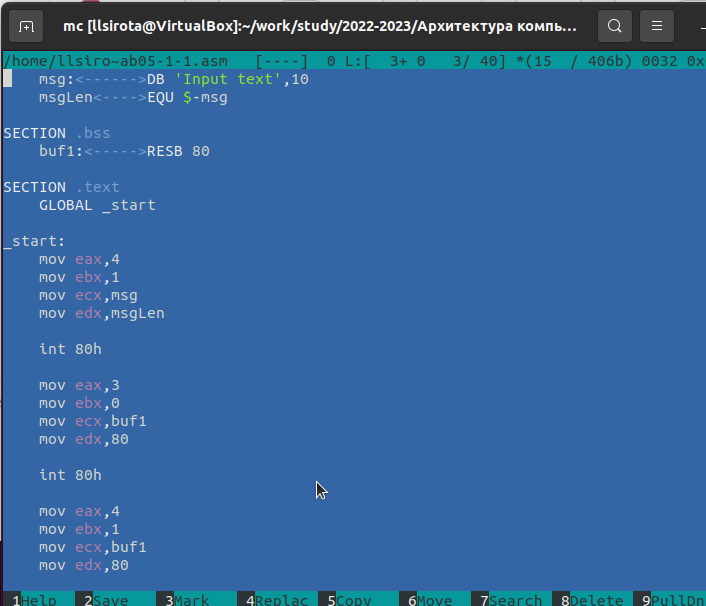 mc [llsirota@VirtualBox]:~/work/study/2022-2023/Архитектура компь...
/home/llsiro~ab05-1-1.asm [----] 0 L:[ 3+ 0 3/ 40] *(15 / 406b) 0032 0x
msg:<------>DB 'Input text',10
msgLen<---->EQU $-msg
SECTION .bss
buf1:<----->RESB 80
SECTION .text
GLOBAL _start
_start:
mov eax,4
mov ebx,1
mov ecx,msg
mov edx,msgLen
int 80h
mov eax,3
mov ebx,0
mov ecx,buf1
mov edx,80
int 80h
mov eax,4
mov ebx,1
mov ecx,buf1
mov edx,80
1Help 2Save 3Mark 4Replac 5Copy 6Move 7Search 8Delete 9PullDn